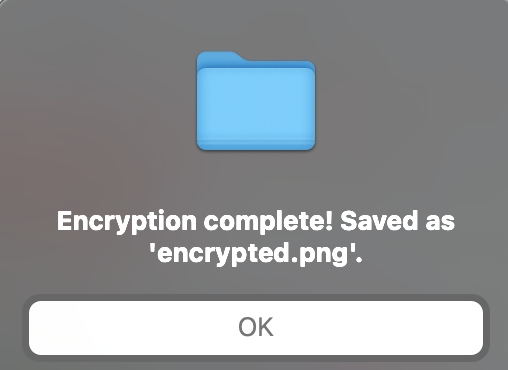 Encryption complete! Saved as
'encrypted.png'.
OK